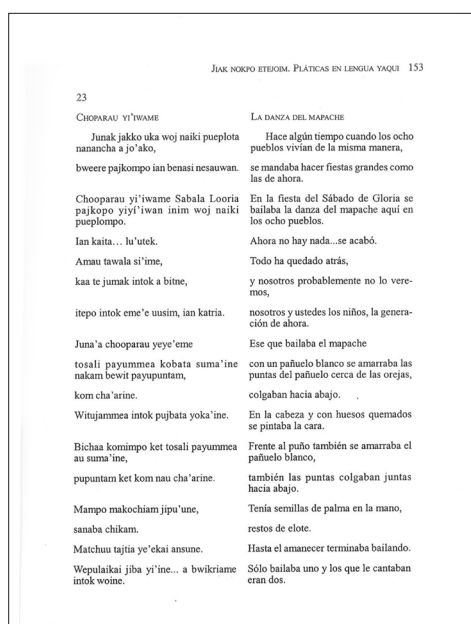 JIAK NOKPO ETEJOIM. PLÁTICAS EN LENGUA YAQUI 153
23
CHOPARAU YI'IWAME
Junak jakko uka woj naiki pueplota
nanancha a jo'ako,
bweere pajkompo ian benasi nesauwan.
Chooparau yi'iwame Sabala Looria
pajkopo yiyi'iwan inim woj naiki
pueplompo.
Ian kaita... lu'utek.
Amau tawala si'ime,
kaa te jumak intok a bitne,
itepo intok eme'e uusim, ian katria.
Juna'a chooparau yeye'eme
tosali payummea kobata suma'ine
nakam bewit payupuntam,
kom cha'arine.
Witujammea intok pujbata yoka'ine.
Bichaa komimpo ket tosali payummea
au suma'ine,
pupuntam ket kom nau cha'arine.
Mampo makochiam jipu'une,
sanaba chikam.
Matchuu tajtia ye'ekai ansune.
Wepulaikai jiba yi'ine... a bwikriame
intok woine.
LA DANZA DEL MAPACHE
Hace algún tiempo cuando los ocho
pueblos vivían de la misma manera,
se mandaba hacer fiestas grandes como
las de ahora.
En la fiesta del Sábado de Gloria se
bailaba la danza del mapache aquí en
los ocho pueblos.
Ahora no hay nada...se acabó.
Todo ha quedado atrás,
y nosotros probablemente no lo vere-
mos,
nosotros y ustedes los niños, la genera-
ción de ahora.
Ese que bailaba el mapache
con un pañuelo blanco se amarraba las
puntas del pañuelo cerca de las orejas,
colgaban hacia abajo.
En la cabeza y con huesos quemados
se pintaba la cara.
Frente al puño también se amarraba el
pañuelo blanco,
también las puntas colgaban juntas
hacia abajo.
Tenía semillas de palma en la mano,
restos de elote.
Hasta el amanecer terminaba bailando.
Sólo bailaba uno y los que le cantaban
eran dos.